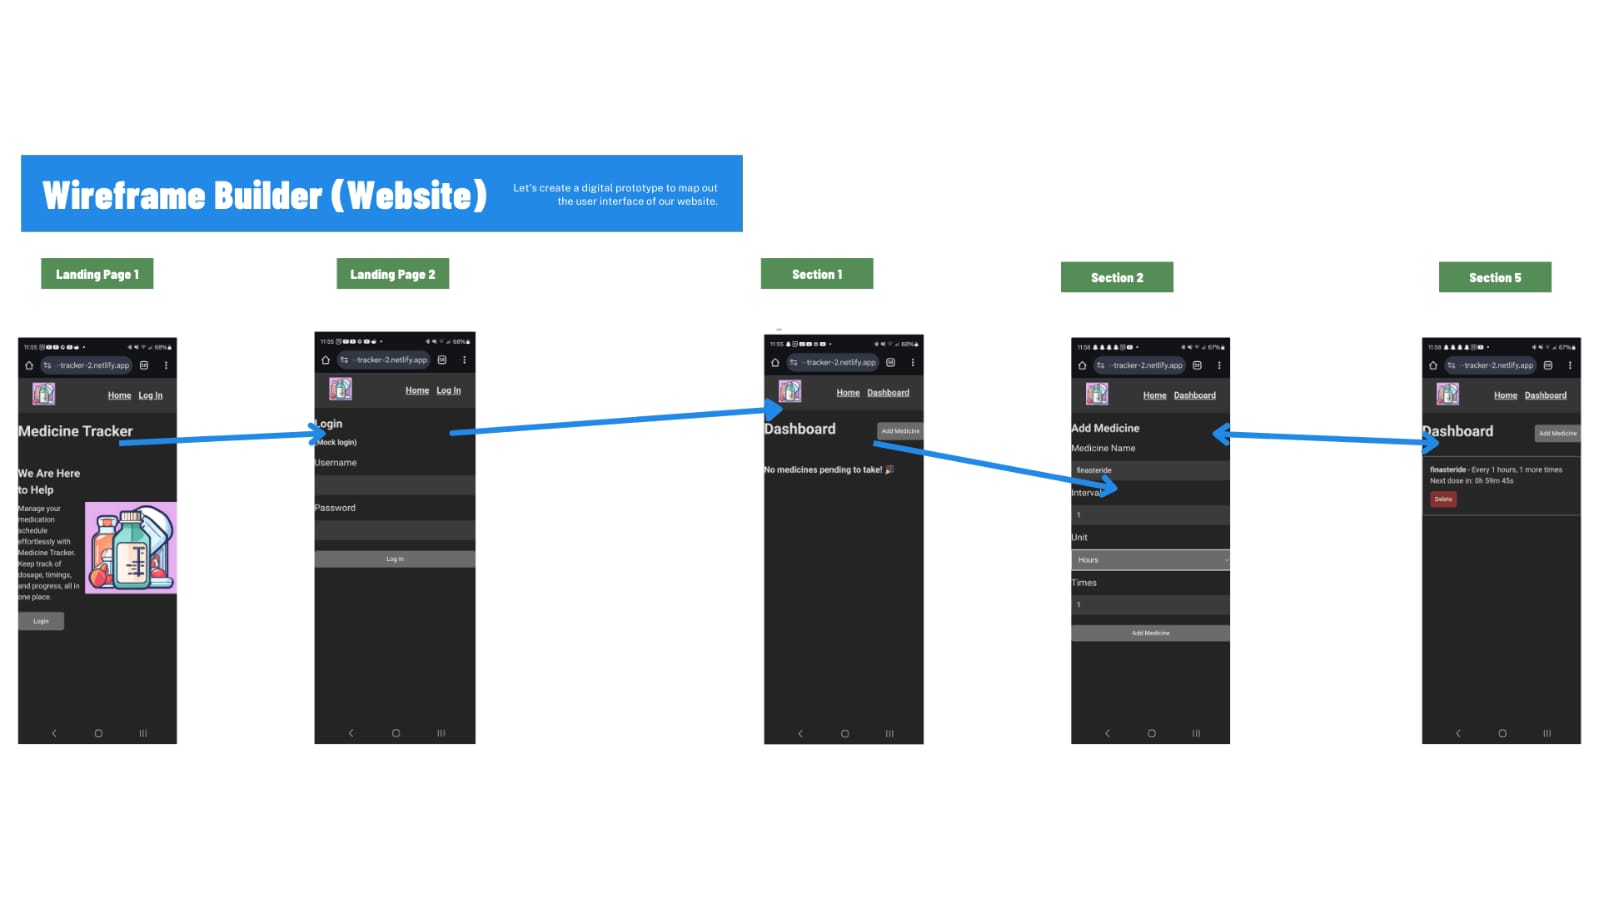 Wireframe Builder (Website)
Let's create a digital prototype to map out
the user interface of our website.
Landing Page 1
Landing Page 2
Section 1
Section 2
Section 5
11:55
68%
--tracker-2.netlify.app
Home Log In
Medicine Tracker
We Are Here
to Help
Manage your
medication
schedule
effortlessly with
Medicine Tracker.
Keep track of
dosage, timings,
and progress, all in
one place.
Login
11:55
68%
--tracker-2.netlify.app
Home Log In
Login
(Mock login)
Username
Password
Log In
11:55
68%
--tracker-2.netlify.app
Home Dashboard
Dashboard
Add Medicine
No medicines pending to take! 🎉
11:58
67%
--tracker-2.netlify.app
Home Dashboard
Add Medicine
Medicine Name
finasteride
Interval
1
Unit
Hours
Times
1
Add Medicine
11:58
67%
--tracker-2.netlify.app
Home Dashboard
Dashboard
Add Medicine
finasteride - Every 1 hours, 1 more times
Next dose in: 0h 59m 45s
Delete